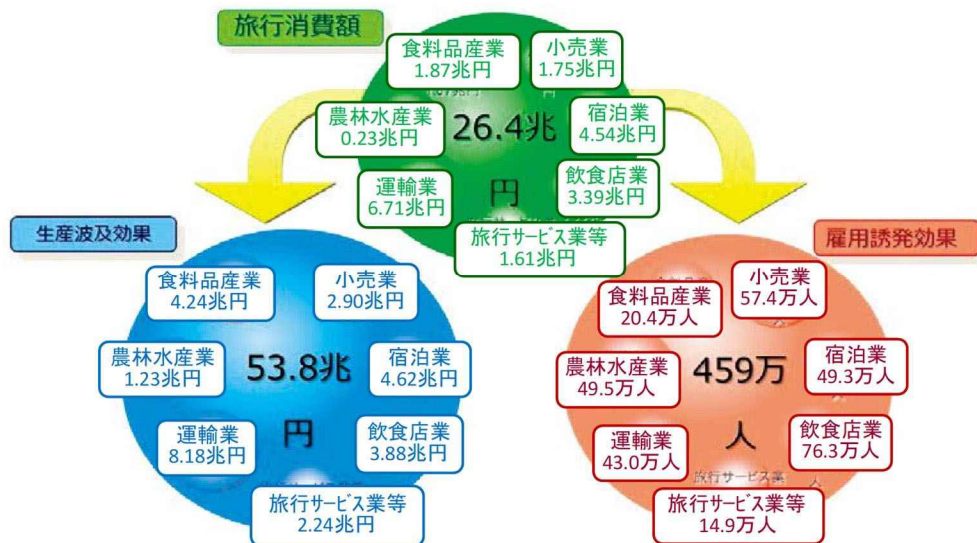 旅行消費額
食料品産業
1.87兆円
小売業
1.75兆円
農林水産業
0.23兆円
26.4兆
円
宿泊業
4.54兆円
運輸業
6.71兆円
飲食店業
3.39兆円
旅行サービス業等
1.61兆円
生産波及効果
食料品産業
4.24兆円
小売業
2.90兆円
農林水産業
1.23兆円
53.8兆
円
宿泊業
4.62兆円
運輸業
8.18兆円
飲食店業
3.88兆円
旅行サービス業等
2.24兆円
雇用誘発効果
食料品産業
20.4万人
小売業
57.4万人
農林水産業
49.5万人
459万
人
宿泊業
49.3万人
運輸業
43.0万人
飲食店業
76.3万人
旅行サービス業
旅行サービス業等
14.9万人